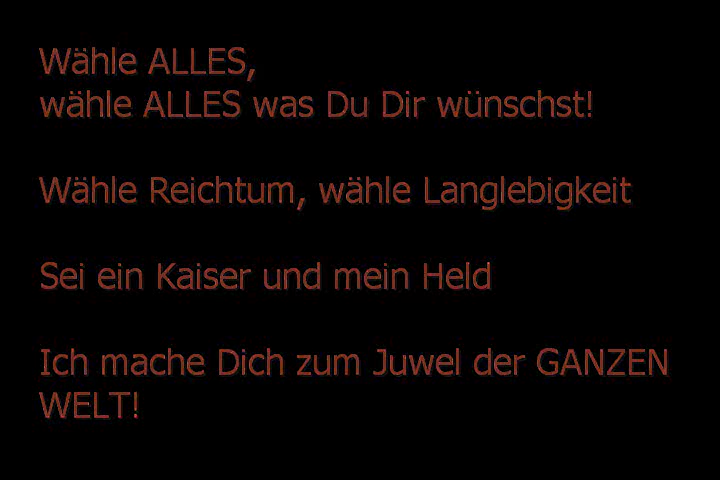 Wähle ALLES,
wähle ALLES was Du Dir wünschst!
Wähle Reichtum, wähle Langlebigkeit
Sei ein Kaiser und mein Held
Ich mache Dich zum Juwel der GANZEN
WELT!